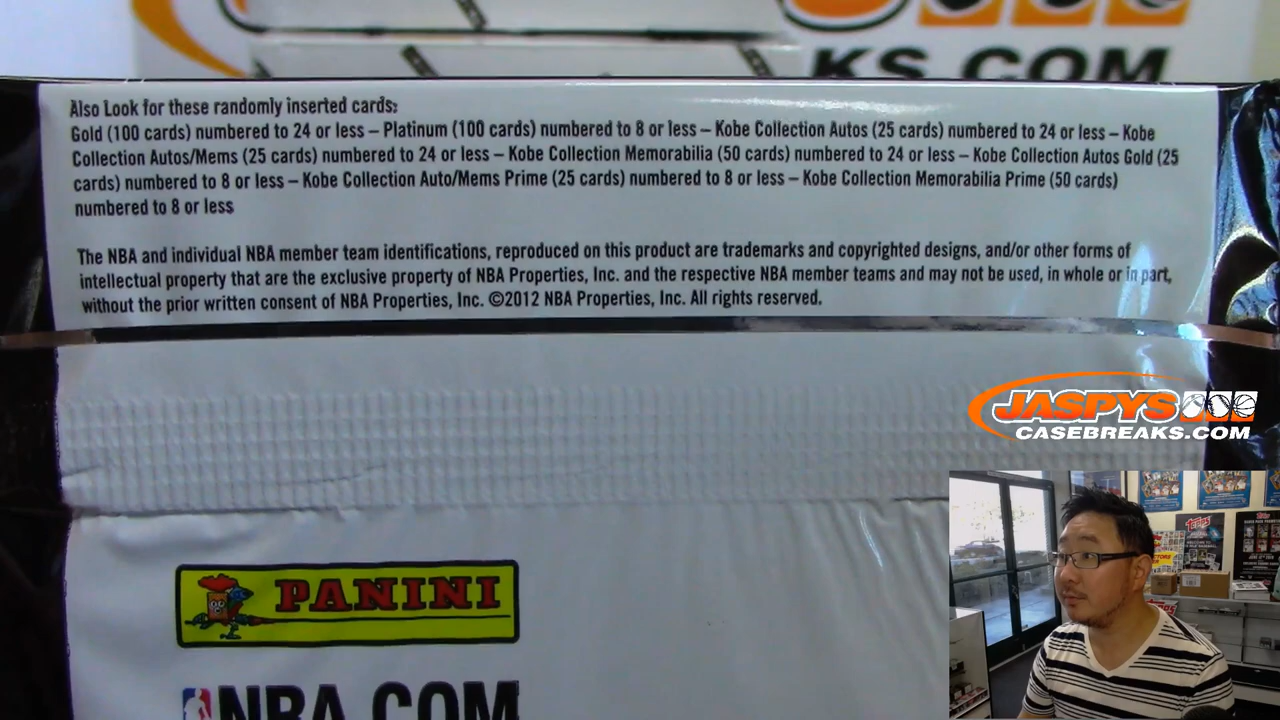 KS.COM
Also Look for these randomly inserted cards:
Gold (100 cards) numbered to 24 or less – Platinum (100 cards) numbered to 8 or less – Kobe Collection Autos (25 cards) numbered to 24 or less – Kobe
Collection Autos/Mems (25 cards) numbered to 24 or less – Kobe Collection Memorabilia (50 cards) numbered to 24 or less – Kobe Collection Autos Gold (25
cards) numbered to 8 or less – Kobe Collection Auto/Mems Prime (25 cards) numbered to 8 or less – Kobe Collection Memorabilia Prime (50 cards)
numbered to 8 or less
The NBA and individual NBA member team identifications, reproduced on this product are trademarks and copyrighted designs, and/or other forms of
intellectual property that are the exclusive property of NBA Properties, Inc. and the respective NBA member teams and may not be used, in whole or in part,
without the prior written consent of NBA Properties, Inc. ©2012 NBA Properties, Inc. All rights reserved.
JASPYS
CASEBREAKS.COM
PANINI
NBA.COM
Topps